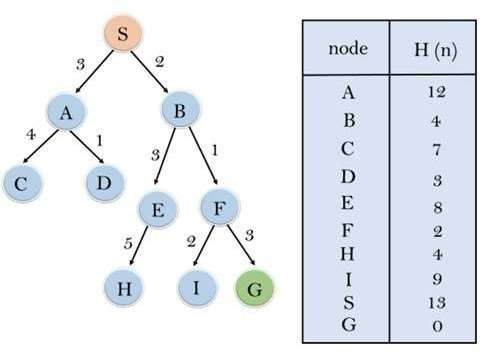 S
3 2
A B
4 1 3 1
C D E F
5 2 3
H I G
node H (n)
A 12
B 4
C 7
D 3
E 8
F 2
H 4
I 9
S 13
G 0